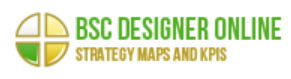 BSC DESIGNER ONLINE
STRATEGY MAPS AND KPIS